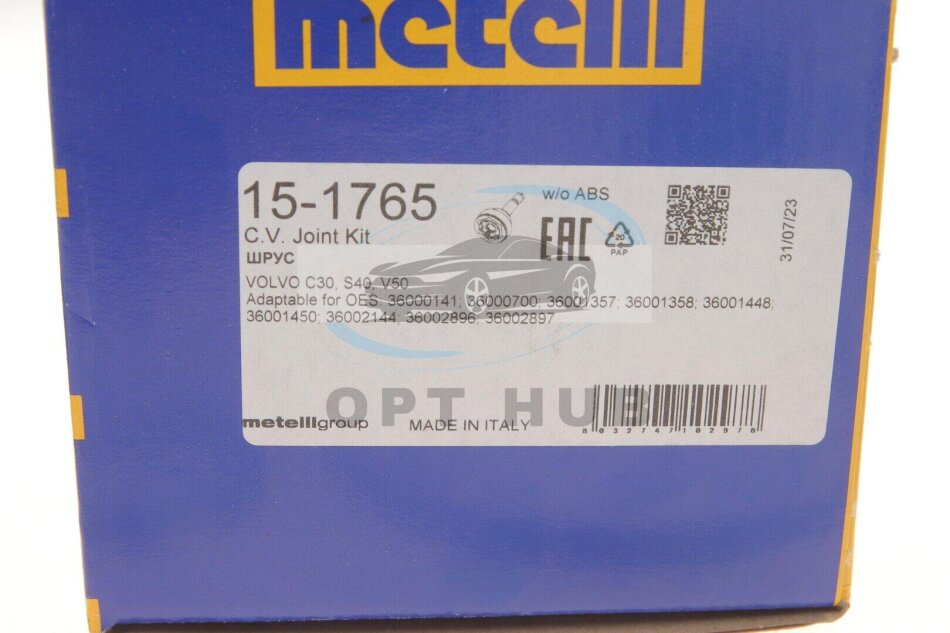 metelli
15-1765
w/o ABS
C.V. Joint Kit
ШРУС
EAC
20
PAP
31/07/23
VOLVO C30, S40, V50
Adaptable for OES: 36000141; 36000700; 36001357; 36001358; 36001448;
36001450; 36002144; 36002896; 36002897
OPT HUB
metelligroup
MADE IN ITALY
8032747102978